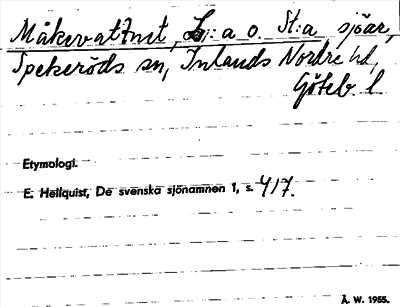 Måkevattnet, L:a o. St:a sjöar,
Spekeröds sn, Inlands Nordre hd,
Göteb. l.
Etymologi.
E. Hellquist, De svenska sjönamnen 1, s. 417.
Å. W. 1955.